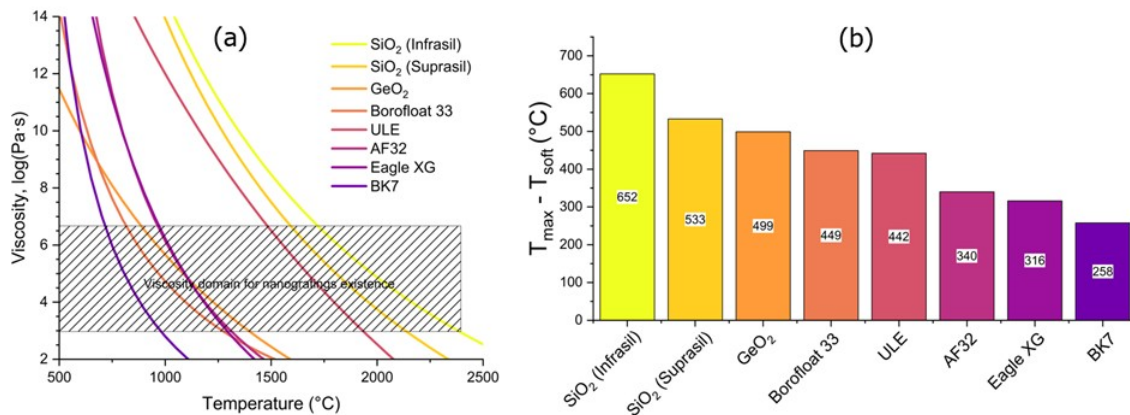 (a)
14
12
10
8
6
4
2
Viscosity, log(Pa·s)
SiO2 (Infrasil)
SiO2 (Suprasil)
GeO2
Borofloat 33
ULE
AF32
Eagle XG
BK7
Viscosity domain for nanogratings existence
500
1000
1500
2000
2500
Temperature (°C)
(b)
700
600
500
400
300
200
100
0
Tmax - Tsoft (°C)
652
533
499
449
442
340
316
258
SiO2 (Infrasil)
SiO2 (Suprasil)
GeO2
Borofloat 33
ULE
AF32
Eagle XG
BK7